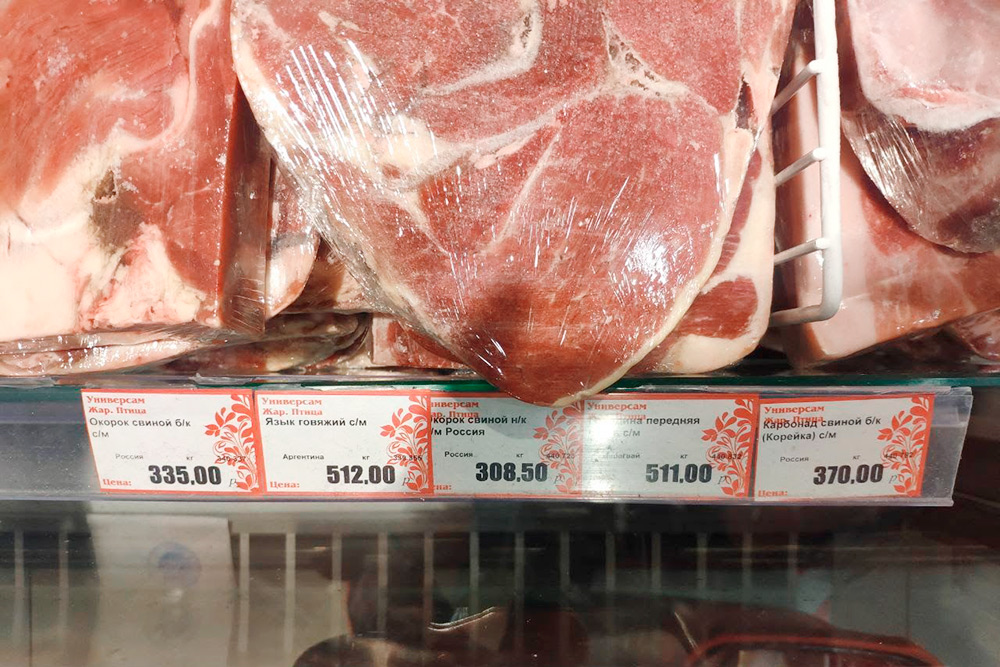 Универсам
Жар. Птица
Окорок свиной б/к
с/м
Россия кг
335.00 р
Цена:
Универсам
Жар. Птица
Язык говяжий с/м
Аргентина кг
512.00 р
Цена:
Универсам
Жар. Птица
Окорок свиной н/к
с/м Россия
Россия кг
308.50
Универсам
передняя
с/м
кг
511.00 р
Универсам
Жар. Птица
Карбонад свиной б/к
(Корейка) с/м
Россия кг
370.00 р
Цена: